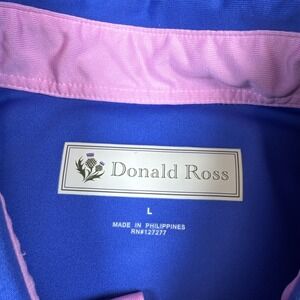 Donald Ross
L
MADE IN PHILIPPINES
RN#127277